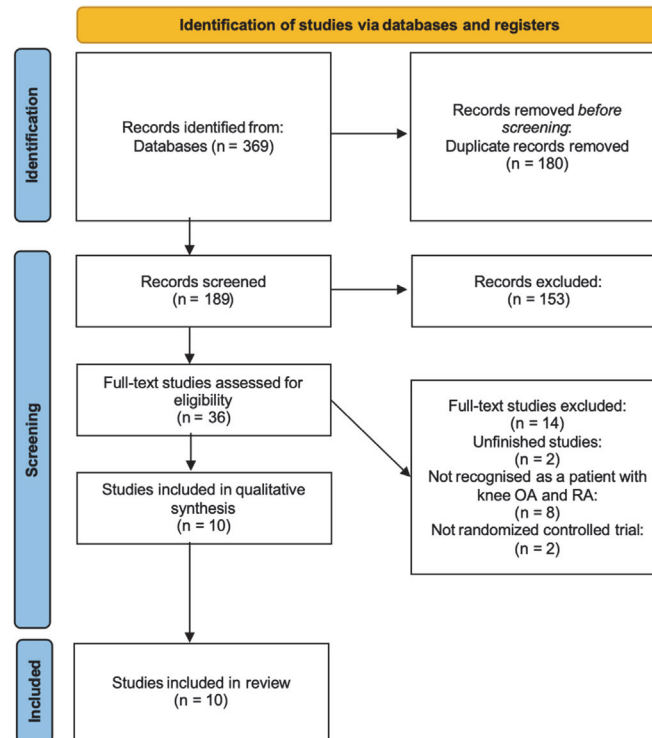 Identification of studies via databases and registers
Identification
Records identified from:
Databases (n = 369)
Records removed before
screening:
Duplicate records removed
(n = 180)
Screening
Records screened
(n = 189)
Records excluded:
(n = 153)
Full-text studies assessed for
eligibility
(n = 36)
Full-text studies excluded:
(n = 14)
Unfinished studies:
(n = 2)
Not recognised as a patient with
knee OA and RA:
(n = 8)
Not randomized controlled trial:
(n = 2)
Studies included in qualitative
synthesis
(n = 10)
Included
Studies included in review
(n = 10)